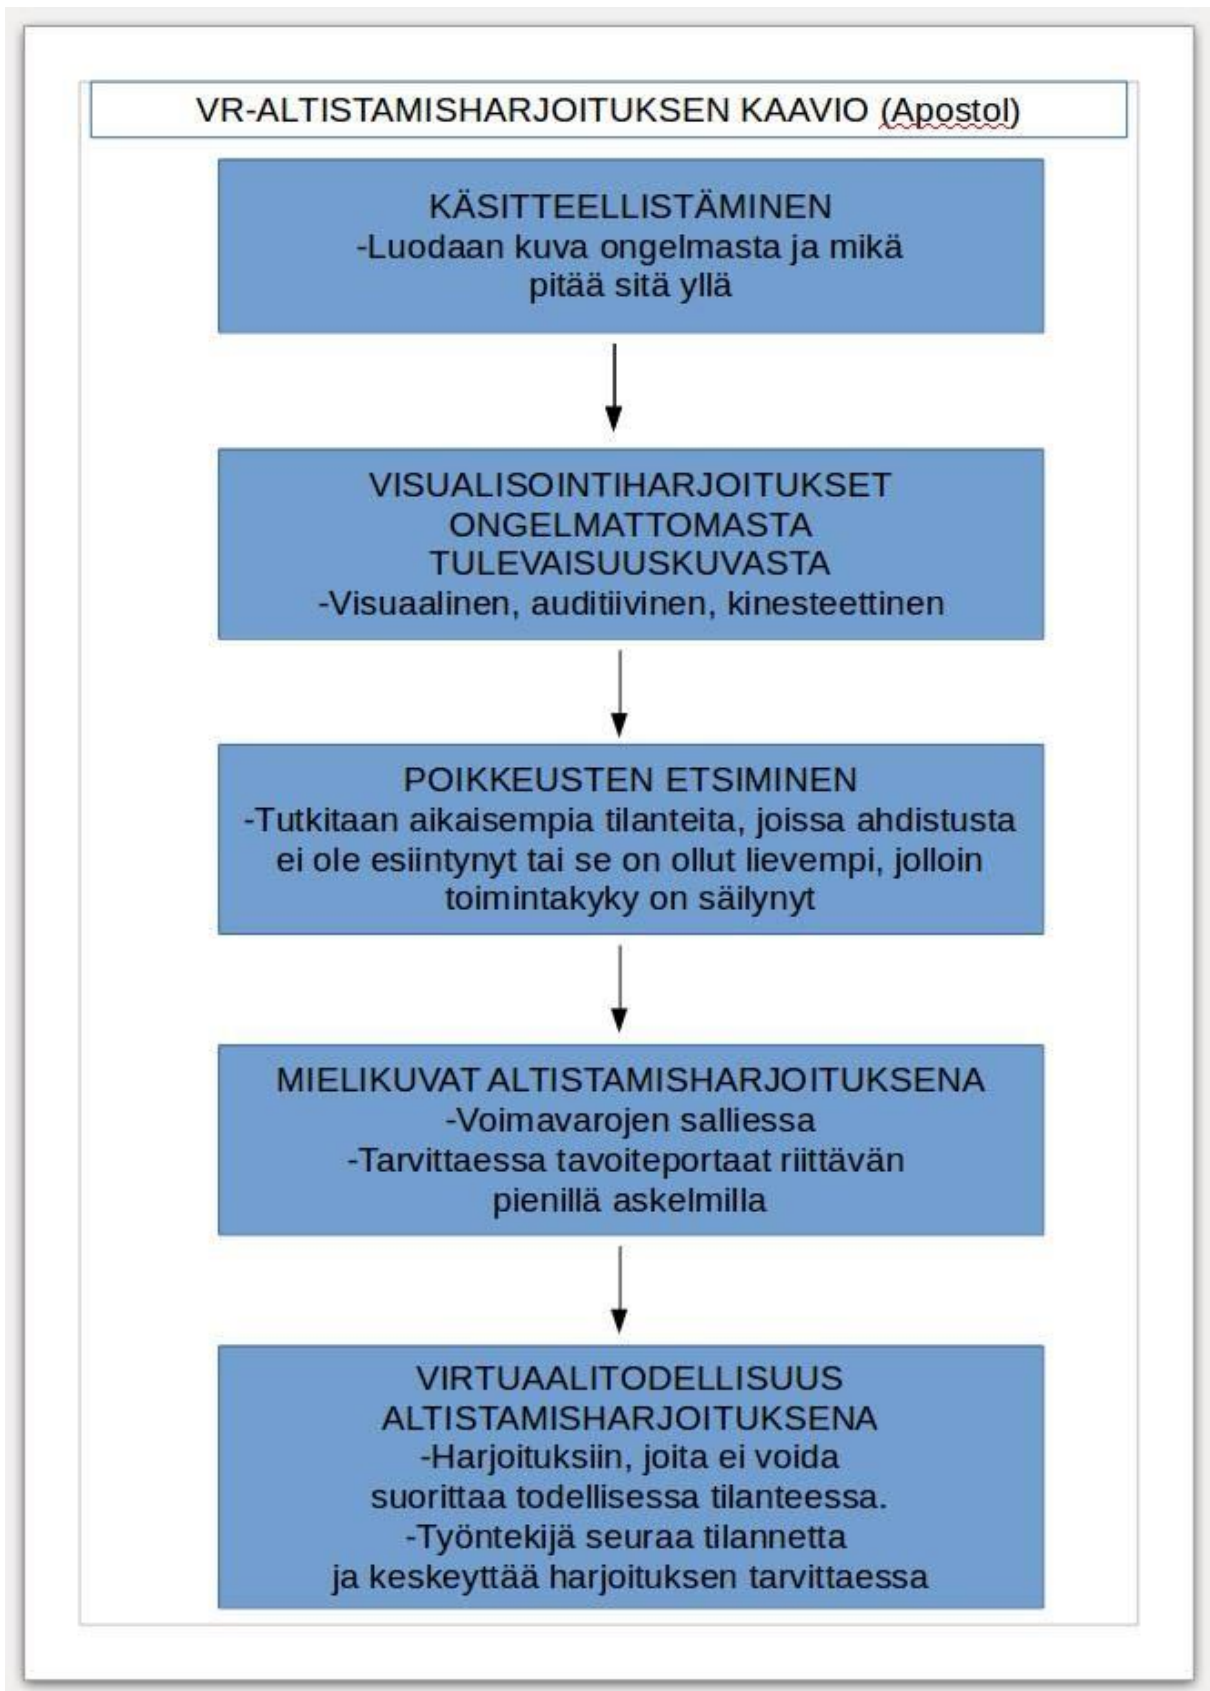 VR-ALTISTAMISHARJOITUKSEN KAAVIO (Apostol)
KÄSITTEELLISTÄMINEN
-Luodaan kuva ongelmasta ja mikä
pitää sitä yllä
VISUALISOINTIHARJOITUKSET
ONGELMATTOMASTA
TULEVAISUUSKUVASTA
-Visuaalinen, auditiivinen, kinesteettinen
POIKKEUSTEN ETSIMINEN
-Tutkitaan aikaisempia tilanteita, joissa ahdistusta
ei ole esiintynyt tai se on ollut lievempi, jolloin
toimintakyky on säilynyt
MIELIKUVAT ALTISTAMISHARJOITUKSENA
-Voimavarojen salliessa
-Tarvittaessa tavoiteportaat riittävän
pienillä askelmilla
VIRTUAALITODELLISUUS
ALTISTAMISHARJOITUKSENA
-Harjoituksiin, joita ei voida
suorittaa todellisessa tilanteessa.
-Työntekijä seuraa tilannetta
ja keskeyttää harjoituksen tarvittaessa